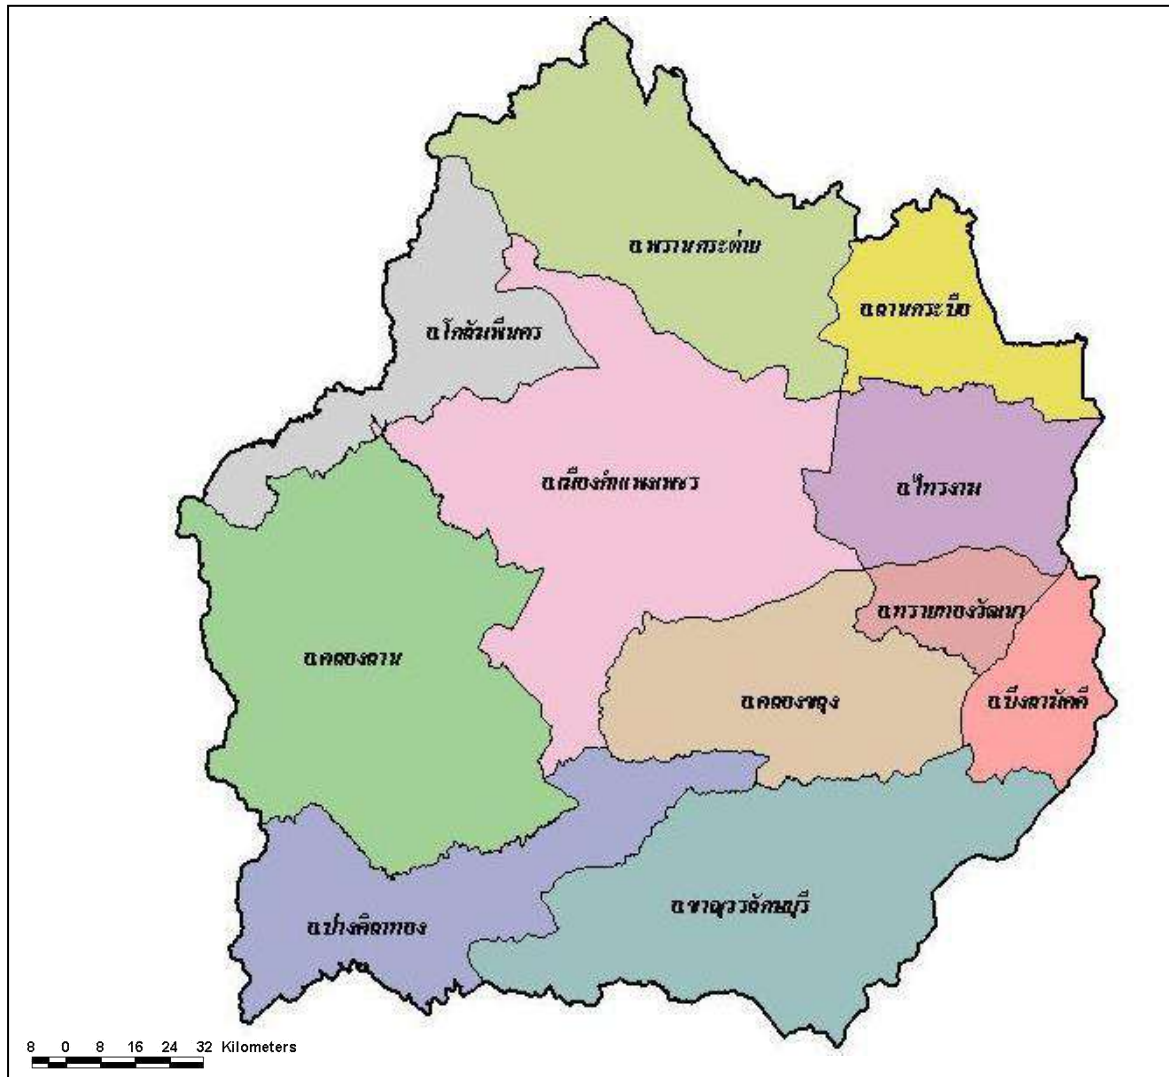 อ.พรานกระต่าย
อ.ลานกระบือ
อ.โกสัมพีนคร
อ.เมืองกำแพงเพชร
อ.ไทรงาม
อ.ทรายทองวัฒนา
อ.คลองลาน
อ.คลองขลุง
อ.บึงสามัคคี
อ.ขาณุวรลักษบุรี
อ.ปางศิลาทอง
8 0 8 16 24 32 Kilometers